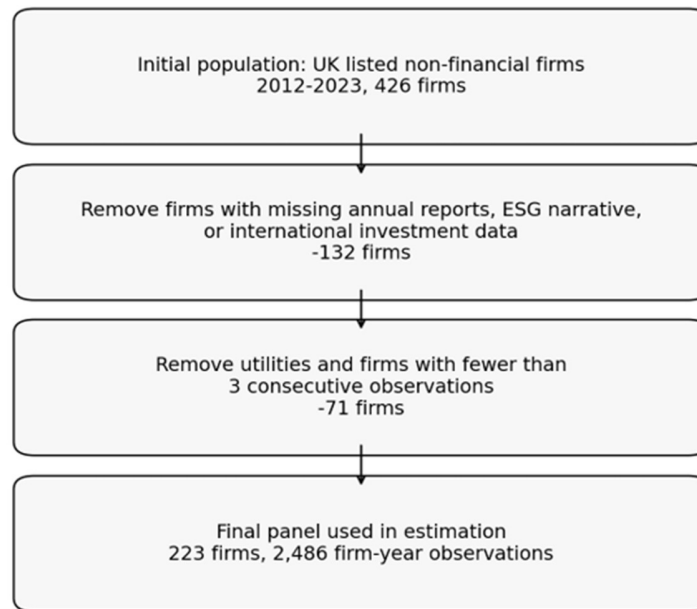 Initial population: UK listed non-financial firms
2012-2023, 426 firms
Remove firms with missing annual reports, ESG narrative,
or international investment data
-132 firms
Remove utilities and firms with fewer than
3 consecutive observations
-71 firms
Final panel used in estimation
223 firms, 2,486 firm-year observations